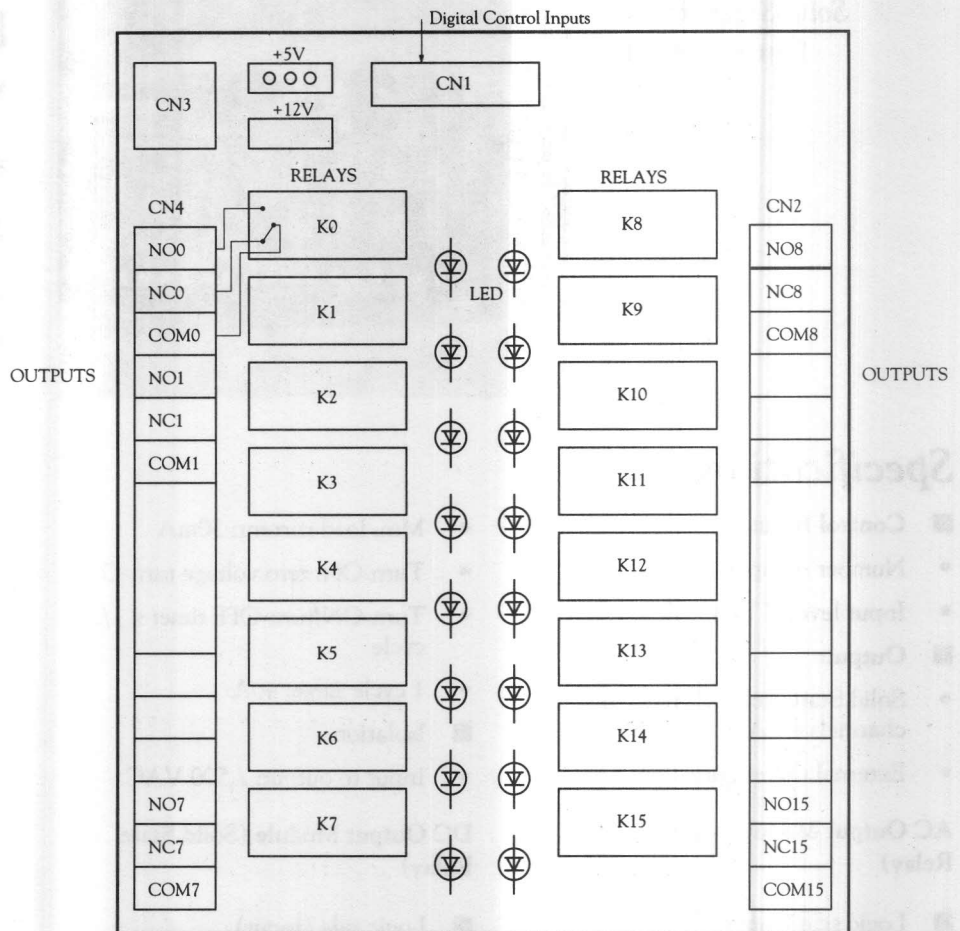 Digital Control Inputs
+5V
CN3
CN1
+12V
RELAYS
RELAYS
CN4
K0
K8
CN2
NO0
NO8
NC0
LED
NC8
K1
K9
COM0
COM8
OUTPUTS
NO1
OUTPUTS
K2
K10
NC1
COM1
K3
K11
K4
K12
K5
K13
K6
K14
NO7
NO15
K7
K15
NC7
NC15
COM7
COM15